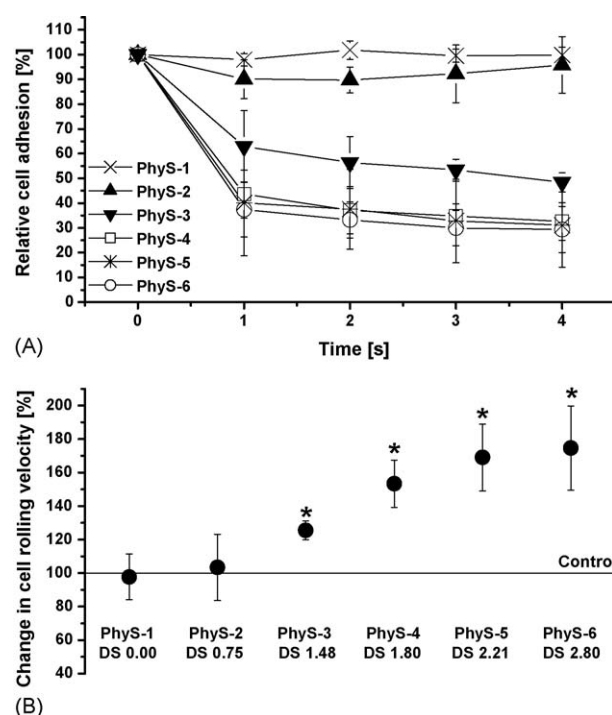 Relative cell adhesion [%]
110
100
90
80
70
60
50
40
30
20
10
0
PhyS-1
PhyS-2
PhyS-3
PhyS-4
PhyS-5
PhyS-6
0 1 2 3 4
Time [s]
(A)
Change in cell rolling velocity [%]
200
180
160
140
120
100
80
60
40
* * * *
Contro
PhyS-1 PhyS-2 PhyS-3 PhyS-4 PhyS-5 PhyS-6
DS 0.00 DS 0.75 DS 1.48 DS 1.80 DS 2.21 DS 2.80
(B)